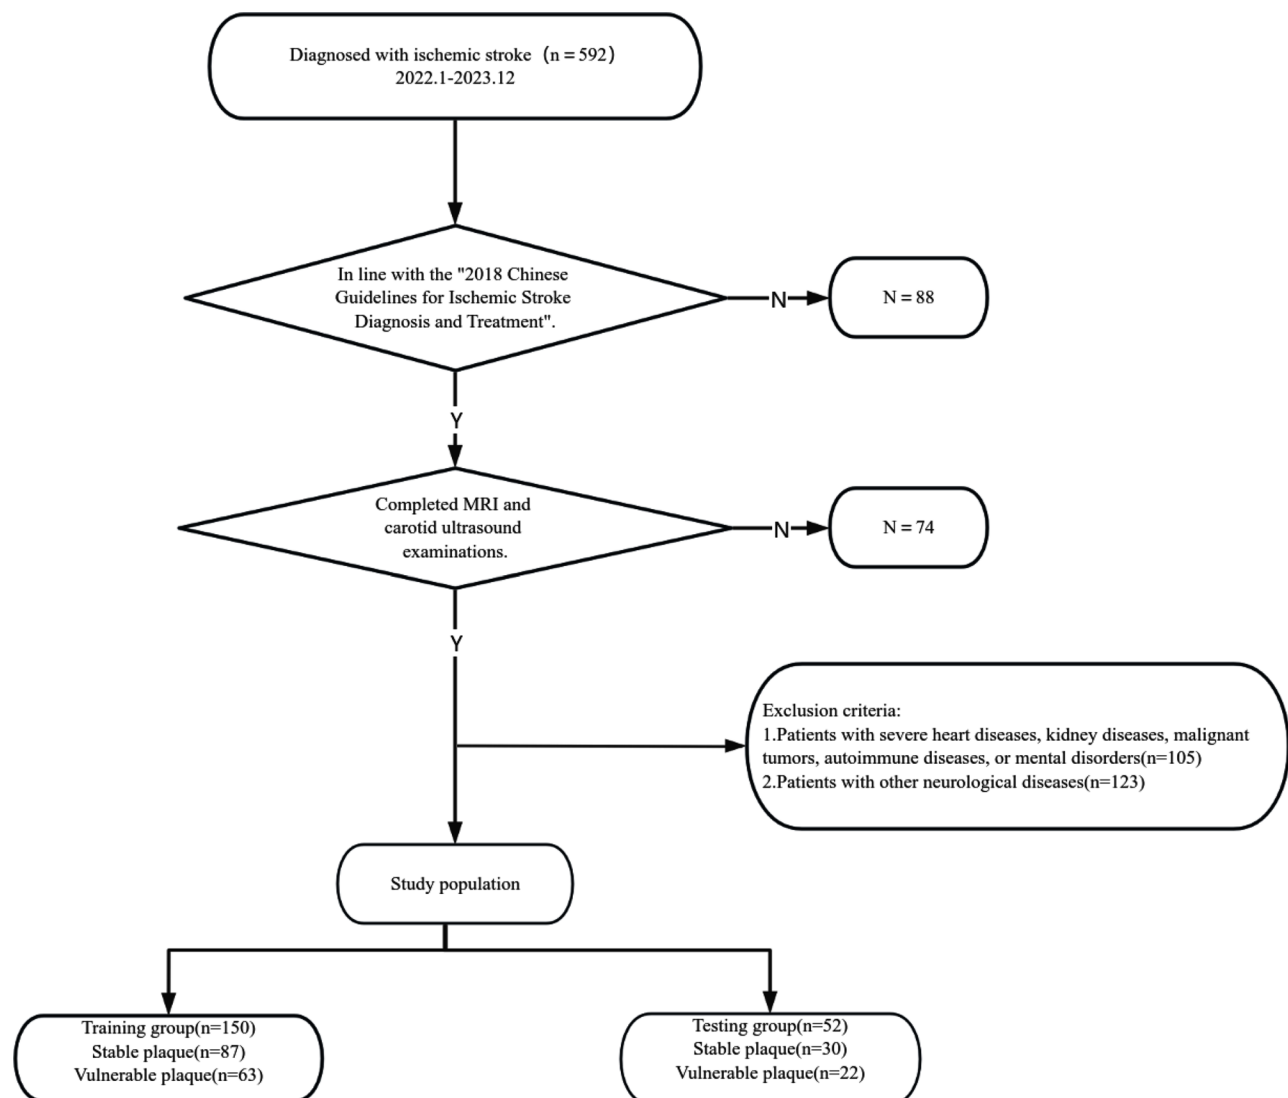 Diagnosed with ischemic stroke (n = 592)
2022.1-2023.12
In line with the "2018 Chinese
Guidelines for Ischemic Stroke
Diagnosis and Treatment".
N
N = 88
Y
Completed MRI and
carotid ultrasound
examinations.
N
N = 74
Y
Exclusion criteria:
1.Patients with severe heart diseases, kidney diseases, malignant
tumors, autoimmune diseases, or mental disorders(n=105)
2.Patients with other neurological diseases(n=123)
Study population
Training group(n=150)
Stable plaque(n=87)
Vulnerable plaque(n=63)
Testing group(n=52)
Stable plaque(n=30)
Vulnerable plaque(n=22)